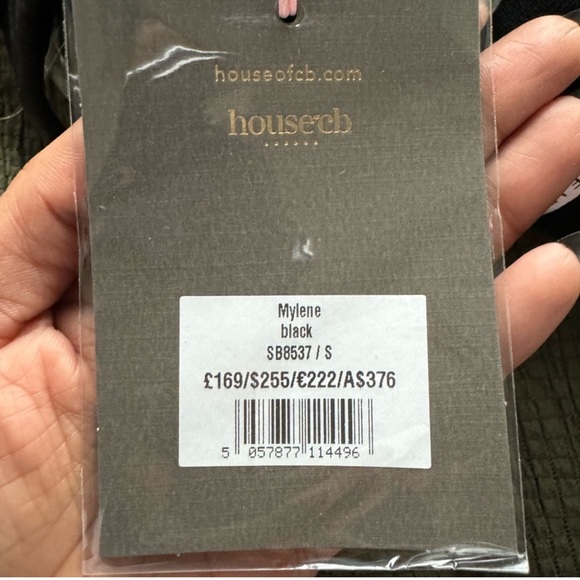 houseofcb.com
house of cb
Mylene
black
SB8537 / S
£169/$255/€222/A$376
5 057877 114496